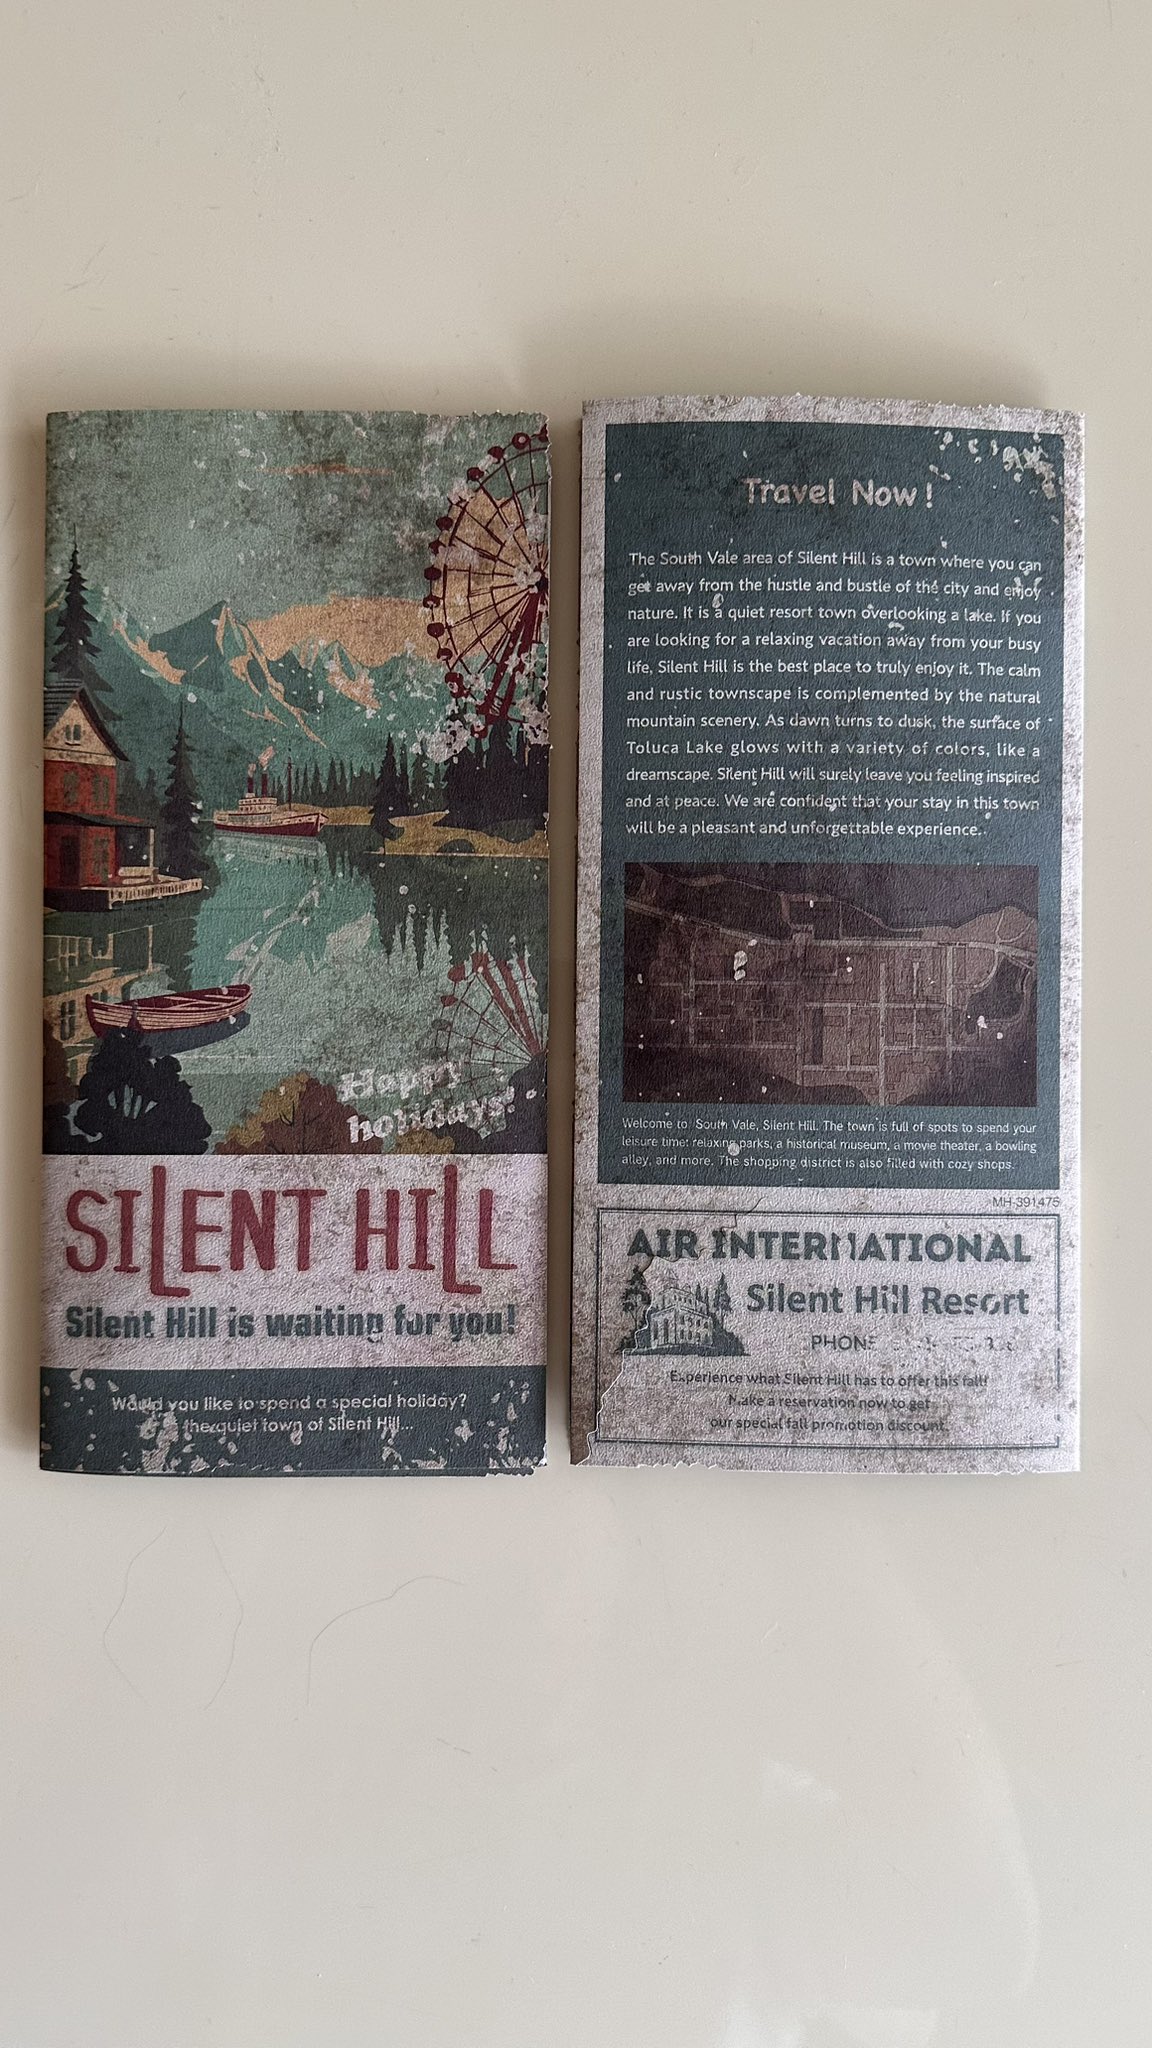 Happy
holidays!
SILENT HILL
Silent Hill is waiting for you!
Would you like to spend a special holiday?
the quiet town of Silent Hill...
Travel Now!
The South Vale area of Silent Hill is a town where you can
get away from the hustle and bustle of the city and enjoy
nature. It is a quiet resort town overlooking a lake. If you
are looking for a relaxing vacation away from your busy
life, Silent Hill is the best place to truly enjoy it. The calm
and rustic townscape is complemented by the natural
mountain scenery. As dawn turns to dusk, the surface of
Toluca Lake glows with a variety of colors, like a
dreamscape. Silent Hill will surely leave you feeling inspired
and at peace. We are confident that your stay in this town
will be a pleasant and unforgettable experience.
Welcome to South Vale, Silent Hill. The town is full of spots to spend your
leisure time: relaxing parks, a historical museum, a movie theater, a bowling
alley, and more. The shopping district is also filled with cozy shops.
MH-391475
AIR INTERNATIONAL
Silent Hill Resort
PHONE
Experience what Silent Hill has to offer this fall!
Make a reservation now to get
our special fall promotion discount.